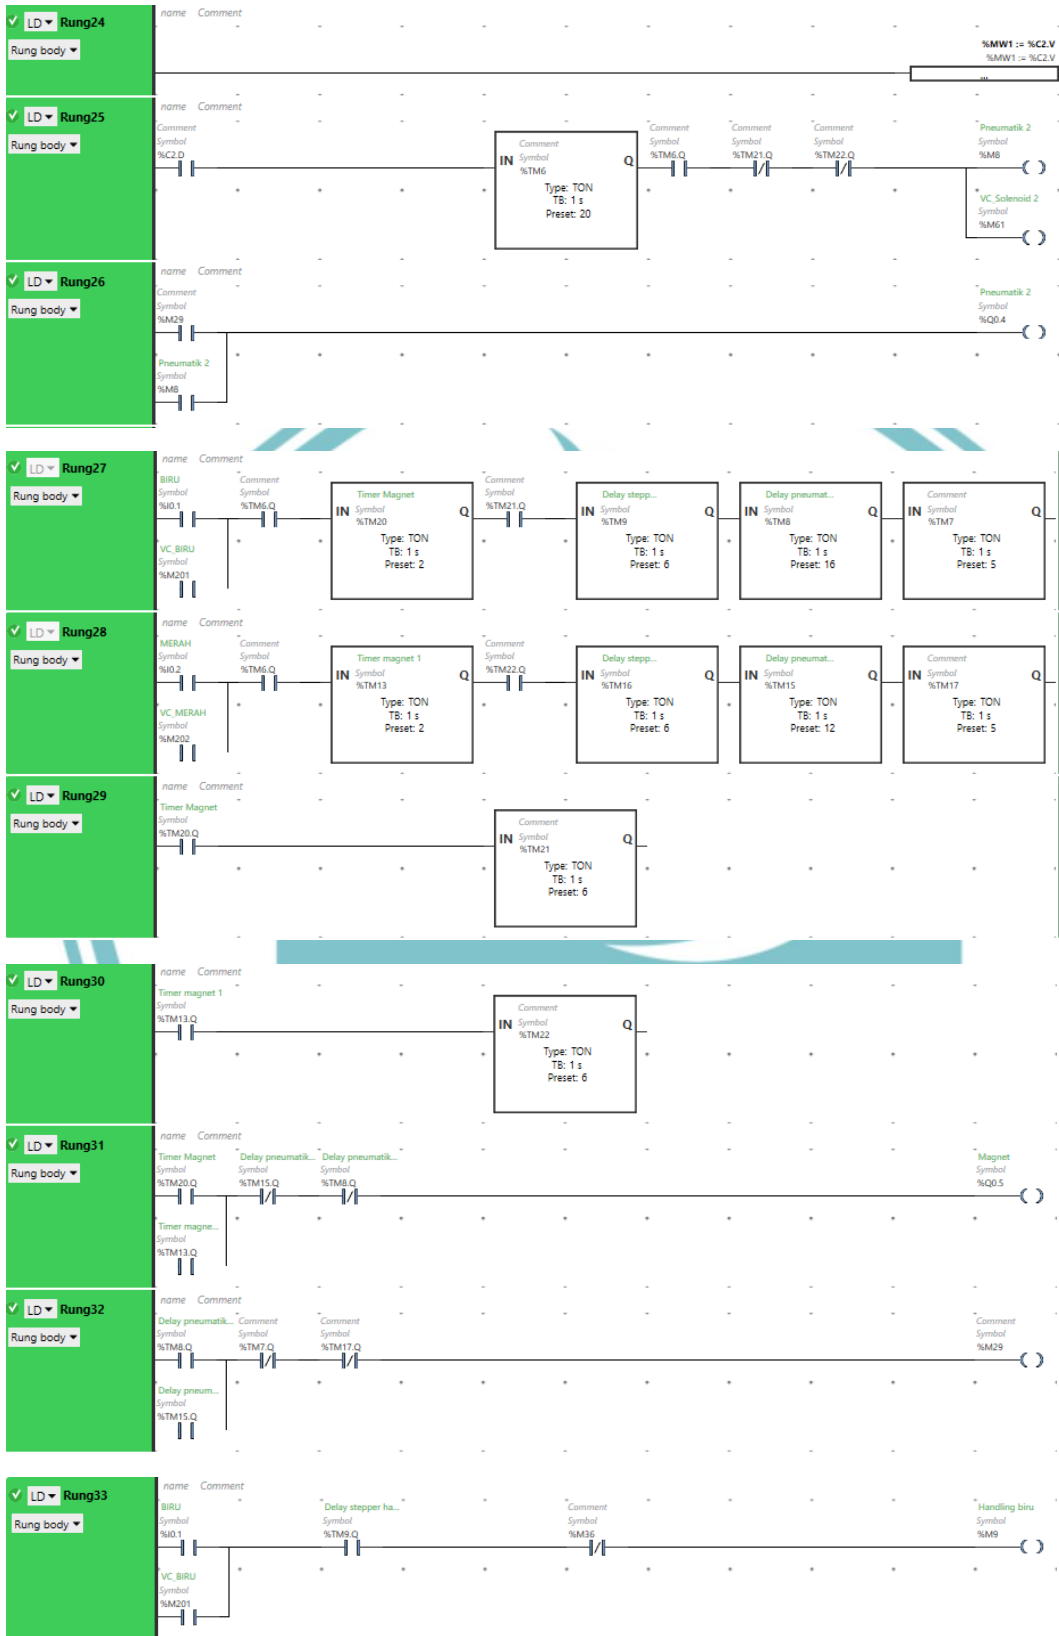 name Comment
LD Rung24
Rung body
%MW1 := %C2.V
%MW1 := %C2.V
...
name Comment
LD Rung25
Rung body
Comment
Symbol
%C2.D
Comment
IN Symbol Q
%TM6
Type: TON
TB: 1 s
Preset: 20
Comment
Symbol
%TM6.Q
Comment
Symbol
%TM21.Q
Comment
Symbol
%TM22.Q
Pneumatik 2
Symbol
%M8
VC_Solenoid 2
Symbol
%M61
name Comment
LD Rung26
Rung body
Comment
Symbol
%M29
Pneumatik 2
Symbol
%Q0.4
Pneumatik 2
Symbol
%M8
name Comment
LD Rung27
Rung body
BIRU
Symbol
%I0.1
Comment
Symbol
%TM6.Q
Timer Magnet
IN Symbol Q
%TM20
Type: TON
TB: 1 s
Preset: 2
Comment
Symbol
%TM21.Q
Delay stepp...
IN Symbol Q
%TM9
Type: TON
TB: 1 s
Preset: 6
Delay pneumat...
IN Symbol Q
%TM8
Type: TON
TB: 1 s
Preset: 16
Comment
IN Symbol Q
%TM7
Type: TON
TB: 1 s
Preset: 5
VC_BIRU
Symbol
%M201
name Comment
LD Rung28
Rung body
MERAH
Symbol
%I0.2
Comment
Symbol
%TM6.Q
Timer magnet 1
IN Symbol Q
%TM13
Type: TON
TB: 1 s
Preset: 2
Comment
Symbol
%TM22.Q
Delay stepp...
IN Symbol Q
%TM16
Type: TON
TB: 1 s
Preset: 6
Delay pneumat...
IN Symbol Q
%TM15
Type: TON
TB: 1 s
Preset: 12
Comment
IN Symbol Q
%TM17
Type: TON
TB: 1 s
Preset: 5
VC_MERAH
Symbol
%M202
name Comment
LD Rung29
Rung body
Timer Magnet
Symbol
%TM20.Q
Comment
IN Symbol Q
%TM21
Type: TON
TB: 1 s
Preset: 6
name Comment
LD Rung30
Rung body
Timer magnet 1
Symbol
%TM13.Q
Comment
IN Symbol Q
%TM22
Type: TON
TB: 1 s
Preset: 6
name Comment
LD Rung31
Rung body
Timer Magnet
Symbol
%TM20.Q
Delay pneumatik...
Symbol
%TM15.Q
Delay pneumatik...
Symbol
%TM8.Q
Magnet
Symbol
%Q0.5
Timer magne...
Symbol
%TM13.Q
name Comment
LD Rung32
Rung body
Delay pneumatik...
Symbol
%TM8.Q
Comment
Symbol
%TM7.Q
Comment
Symbol
%TM17.Q
Comment
Symbol
%M29
Delay pneum...
Symbol
%TM15.Q
name Comment
LD Rung33
Rung body
BIRU
Symbol
%I0.1
Delay stepper ha...
Symbol
%TM9.Q
Comment
Symbol
%M36
Handling biru
Symbol
%M9
VC_BIRU
Symbol
%M201